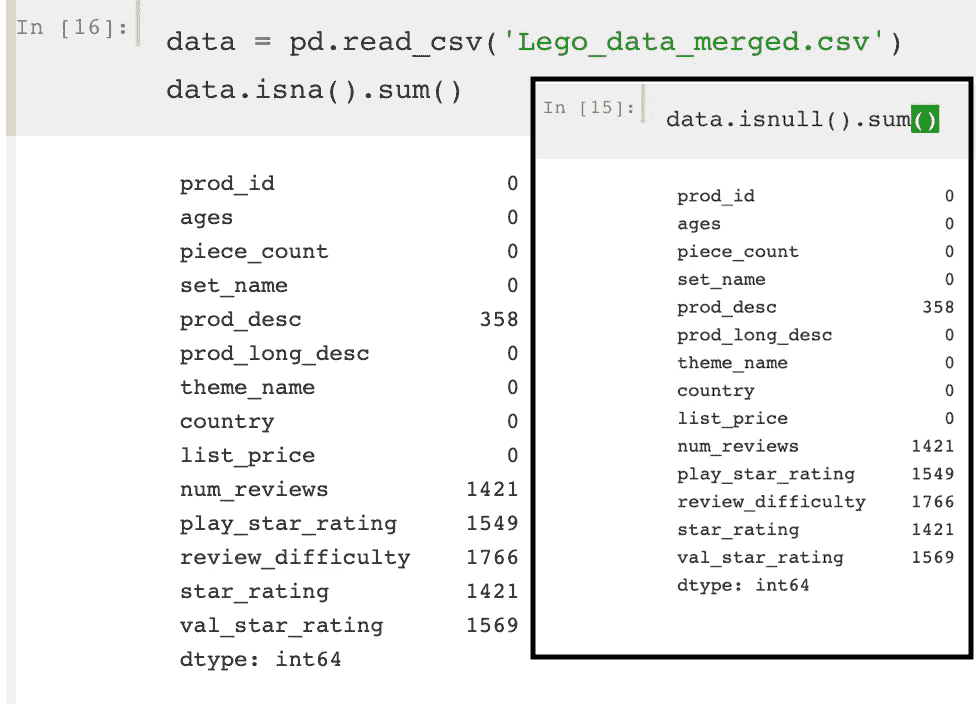 In [16]:
data = pd.read_csv('Lego_data_merged.csv')
data.isna().sum()
prod_id 0
ages 0
piece_count 0
set_name 0
prod_desc 358
prod_long_desc 0
theme_name 0
country 0
list_price 0
num_reviews 1421
play_star_rating 1549
review_difficulty 1766
star_rating 1421
val_star_rating 1569
dtype: int64
In [15]:
data.isnull().sum()
prod_id 0
ages 0
piece_count 0
set_name 0
prod_desc 358
prod_long_desc 0
theme_name 0
country 0
list_price 0
num_reviews 1421
play_star_rating 1549
review_difficulty 1766
star_rating 1421
val_star_rating 1569
dtype: int64